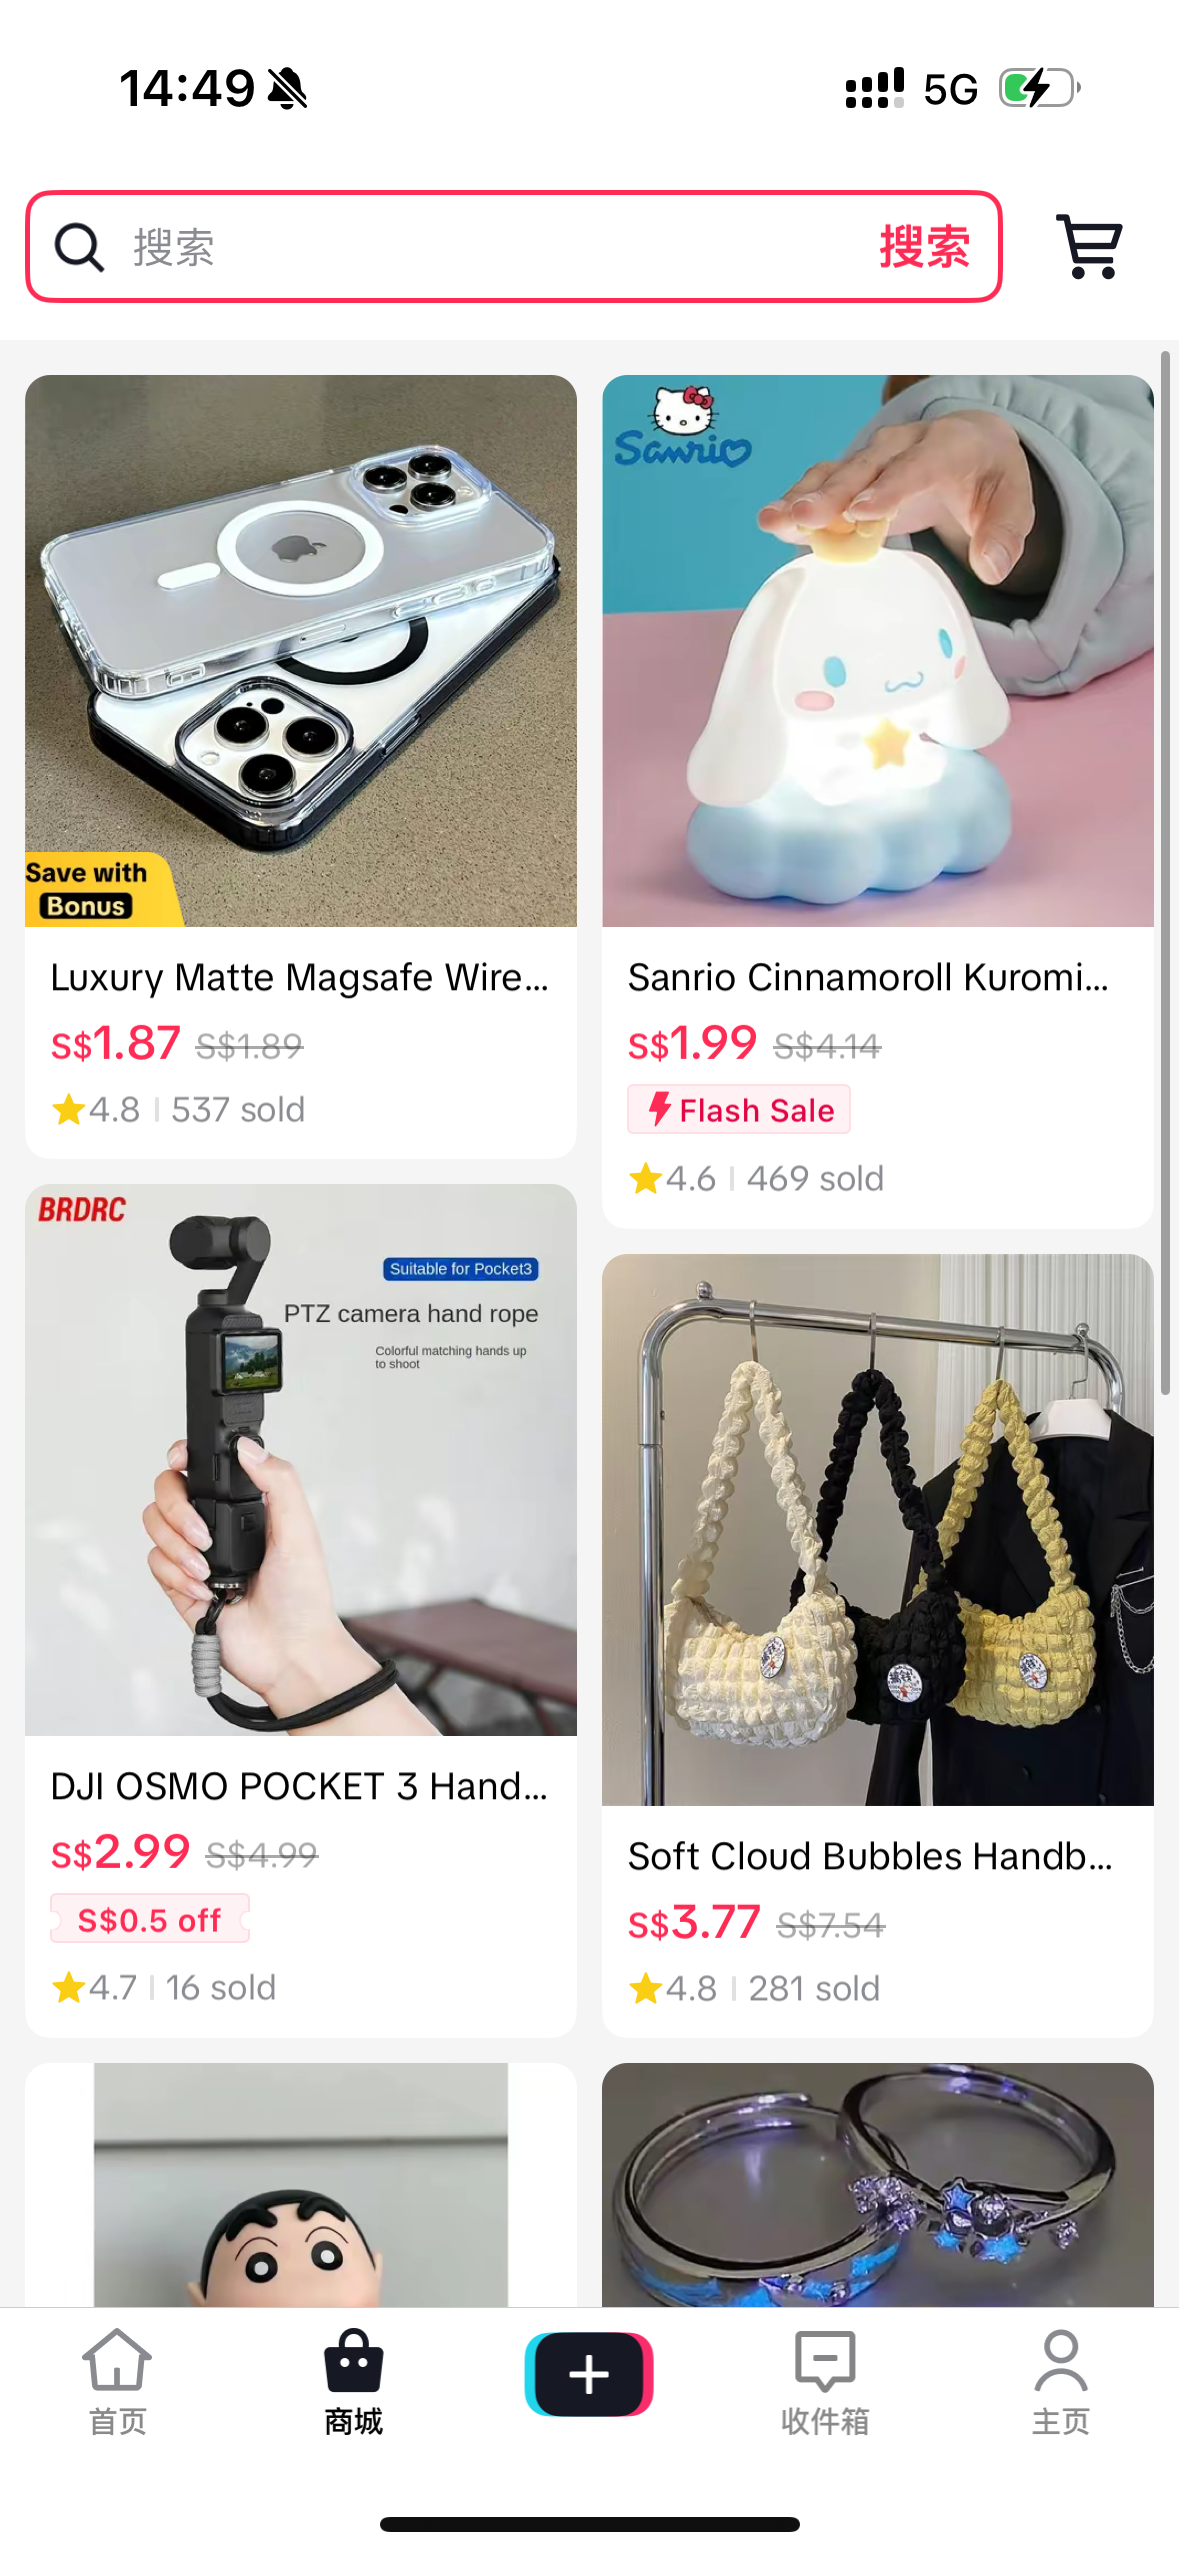 14:49
5G
搜索
搜索
Save with
Bonus
Luxury Matte Magsafe Wire...
S$1.87 S$1.89
4.8 537 sold
Sanrio
Sanrio Cinnamoroll Kuromi...
S$1.99 S$4.14
Flash Sale
4.6 469 sold
BRDRC
Suitable for Pocket3
PTZ camera hand rope
Colorful matching hands up
to shoot
DJI OSMO POCKET 3 Hand...
S$2.99 S$4.99
S$0.5 off
4.7 16 sold
Soft Cloud Bubbles Handb...
S$3.77 S$7.54
4.8 281 sold
首页
商城
收件箱
主页